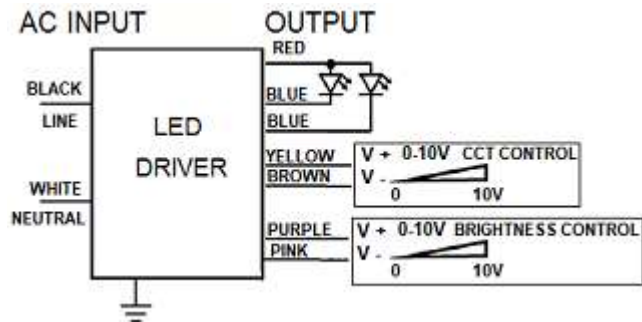 AC INPUT OUTPUT
RED
BLACK
BLUE
LINE
BLUE
LED
DRIVER
YELLOW V + 0-10V CCT CONTROL
BROWN V -
0 10V
WHITE
NEUTRAL
PURPLE V + 0-10V BRIGHTNESS CONTROL
PINK V -
0 10V